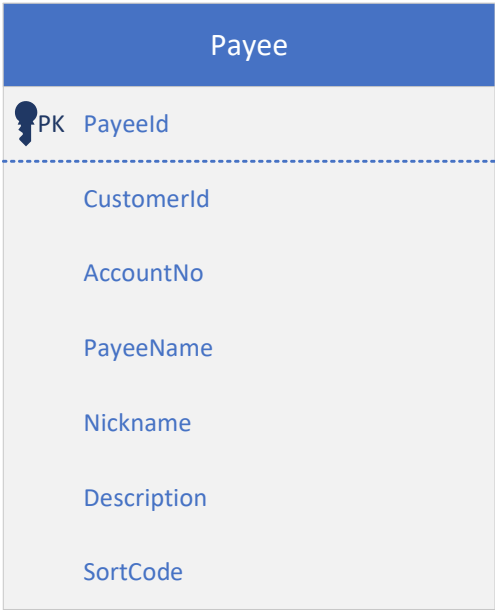 Payee
PK PayeeId
CustomerId
AccountNo
PayeeName
Nickname
Description
SortCode